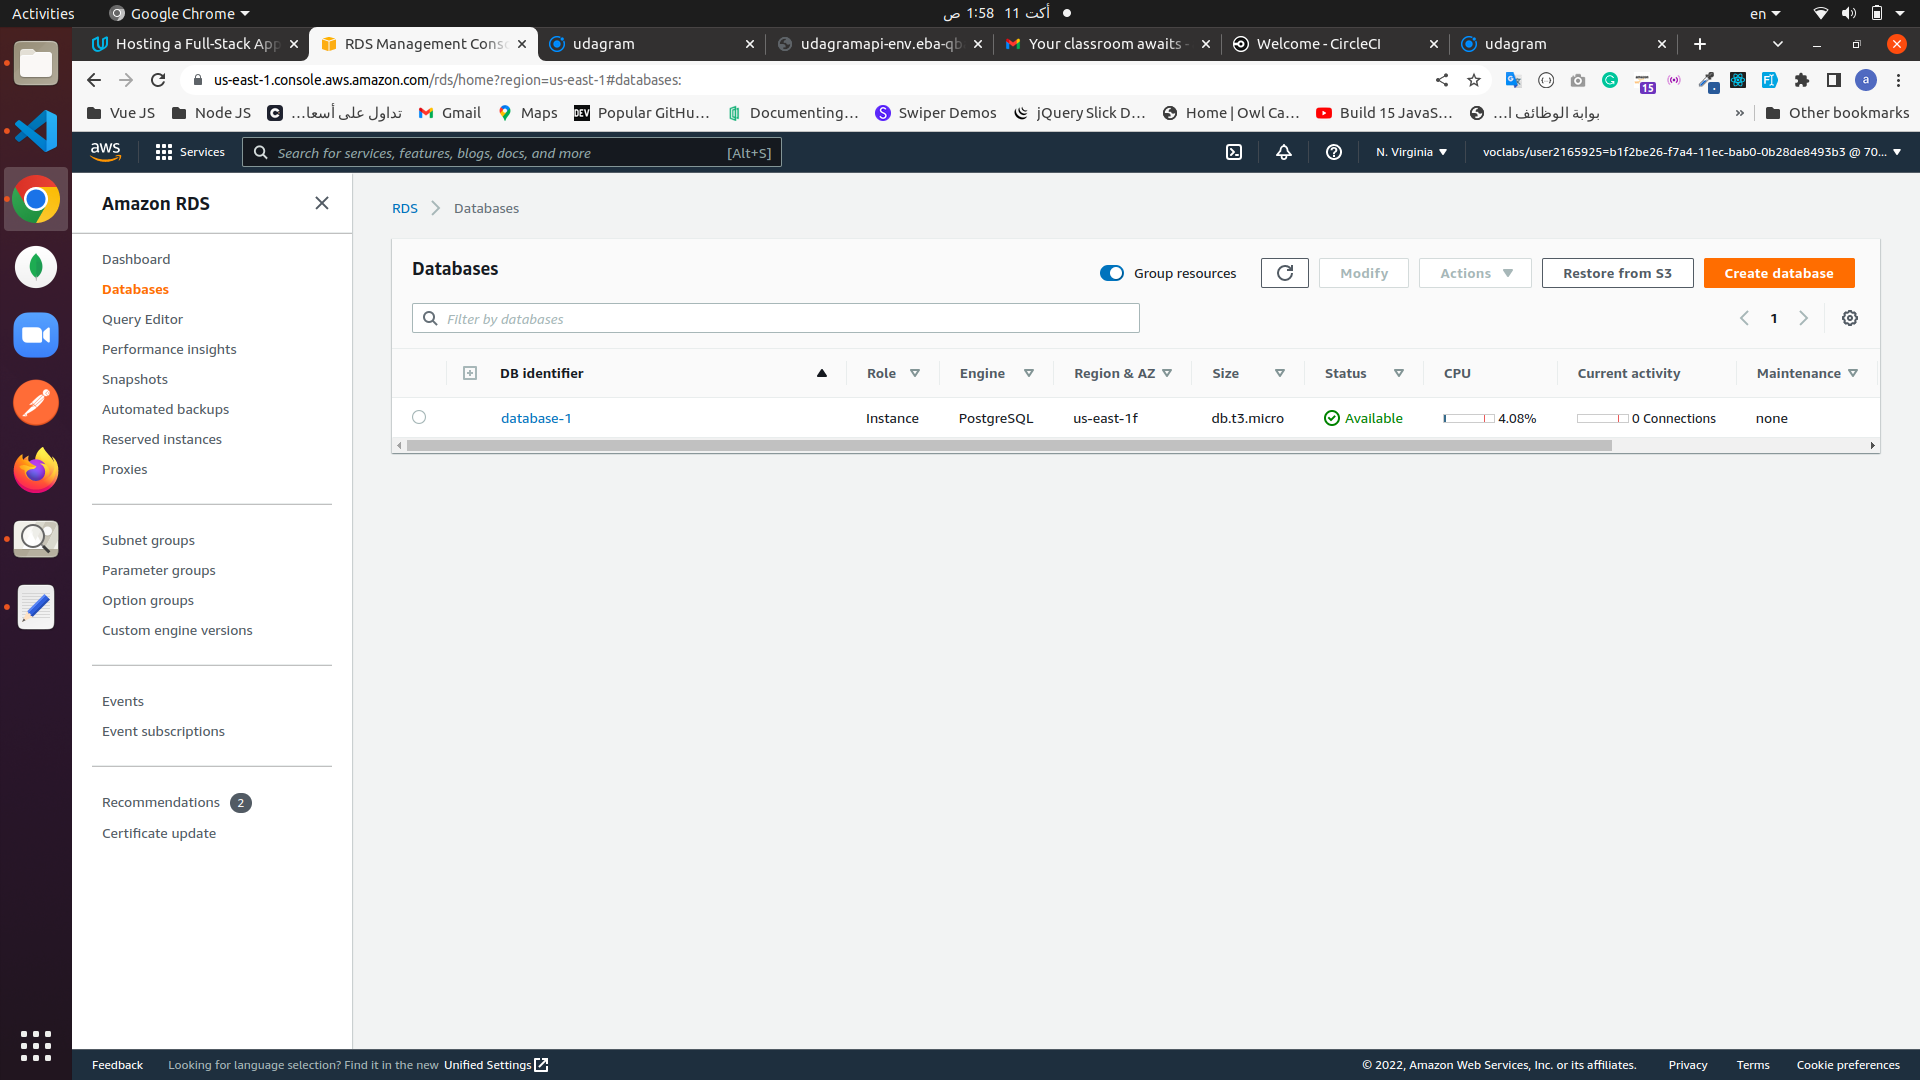 Activities
Google Chrome
ص 1:58 11 أكت
en
Hosting a Full-Stack App
RDS Management Conso
udagram
udagramapi-env.eba-qb
Your classroom awaits -
Welcome - CircleCI
udagram
us-east-1.console.aws.amazon.com/rds/home?region=us-east-1#databases:
15
a
Vue JS
Node JS
تداول على أسعا...
Gmail
Maps
DEV
Popular GitHu...
Documenting...
Swiper Demos
jQuery Slick D...
Home | Owl Ca...
Build 15 JavaS...
بوابة الوظائف ا...
»
Other bookmarks
aws
Services
Search for services, features, blogs, docs, and more
[Alt+S]
N. Virginia
voclabs/user2165925=b1f2be26-f7a4-11ec-bab0-0b28de8493b3 @ 70...
Amazon RDS
Dashboard
Databases
Query Editor
Performance insights
Snapshots
Automated backups
Reserved instances
Proxies
Subnet groups
Parameter groups
Option groups
Custom engine versions
Events
Event subscriptions
Recommendations 2
Certificate update
RDS
Databases
Databases
Group resources
Modify
Actions
Restore from S3
Create database
Filter by databases
1
DB identifier
Role
Engine
Region & AZ
Size
Status
CPU
Current activity
Maintenance
database-1
Instance
PostgreSQL
us-east-1f
db.t3.micro
Available
4.08%
0 Connections
none
Feedback
Looking for language selection? Find it in the new Unified Settings
© 2022, Amazon Web Services, Inc. or its affiliates.
Privacy
Terms
Cookie preferences